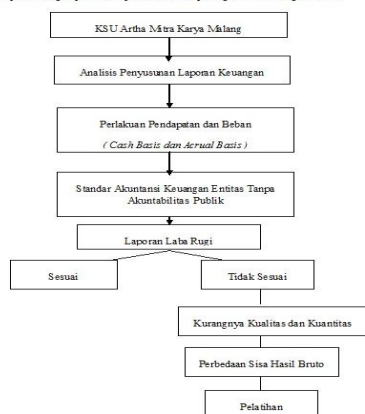 KSU Artha Mitra Karya Malang
Analisis Penyusunan Laporan Keuangan
Perlakuan Pendapatan dan Beban
( Cash Basis dan Acrual Basis )
Standar Akuntansi Keuangan Entitas Tanpa
Akuntabilitas Publik
Laporan Laba Rugi
Sesuai
Tidak Sesuai
Kurangnya Kualitas dan Kuantitas
Perbedaan Sisa Hasil Bruto
Pelatihan